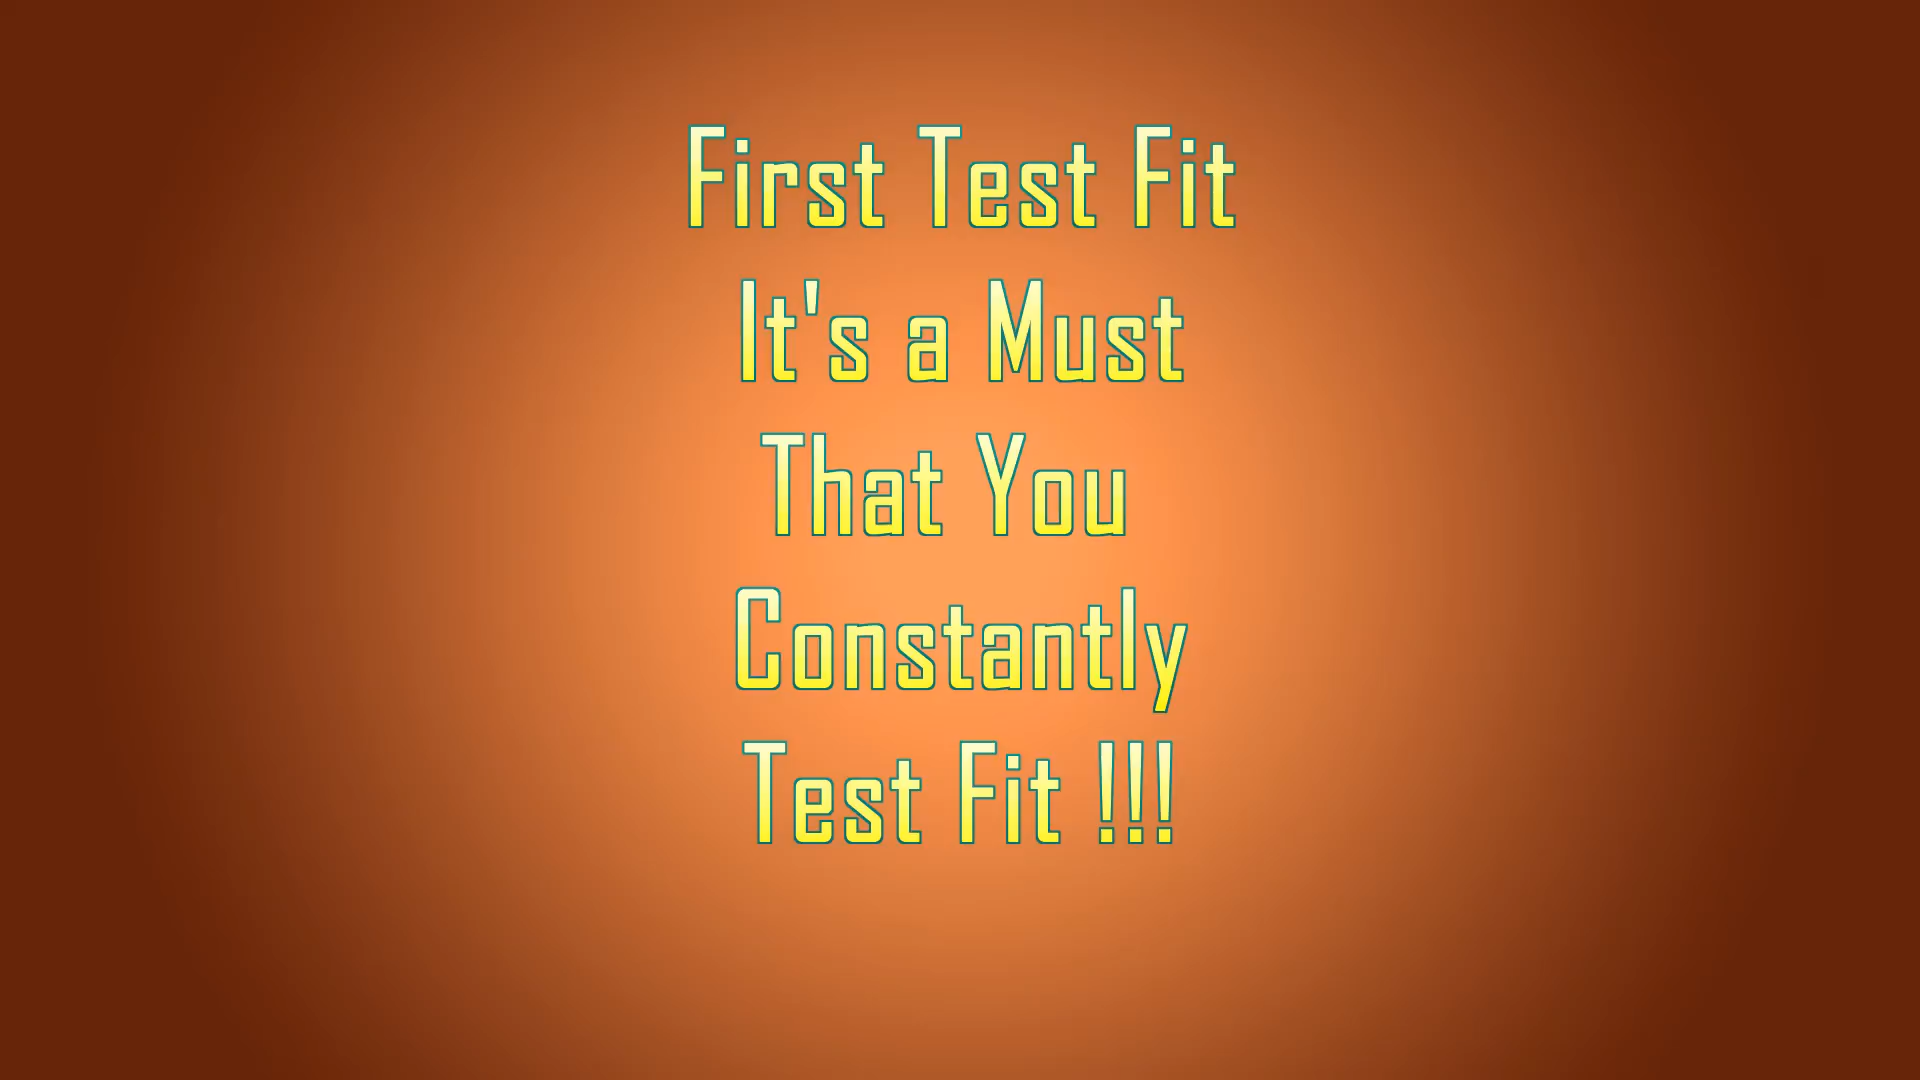 First Test Fit
It's a Must
That You
Constantly
Test Fit !!!